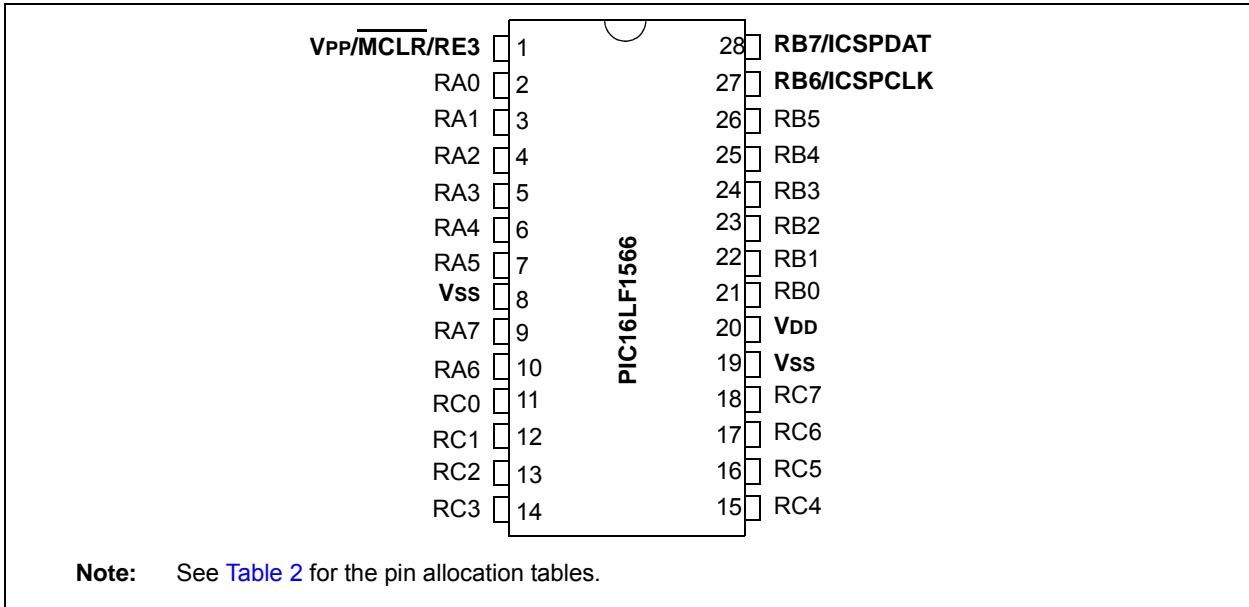 VPP/MCLR/RE3 1 28 RB7/ICSPDAT
RA0 2 27 RB6/ICSPCLK
RA1 3 26 RB5
RA2 4 25 RB4
RA3 5 24 RB3
RA4 6 23 RB2
RA5 7 22 RB1
VSS 8 21 RB0
RA7 9 20 VDD
RA6 10 19 VSS
RC0 11 18 RC7
RC1 12 17 RC6
RC2 13 16 RC5
RC3 14 15 RC4
PIC16LF1566
Note: See Table 2 for the pin allocation tables.